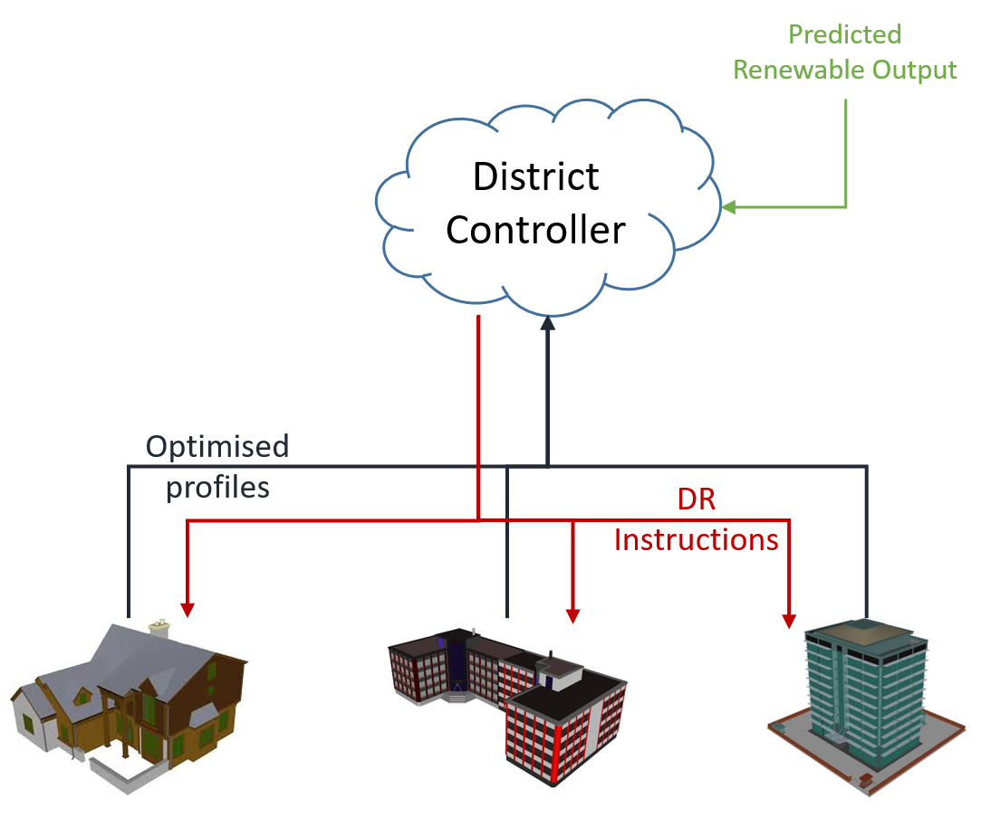 Predicted
Renewable Output
District
Controller
Optimised
profiles
DR
Instructions